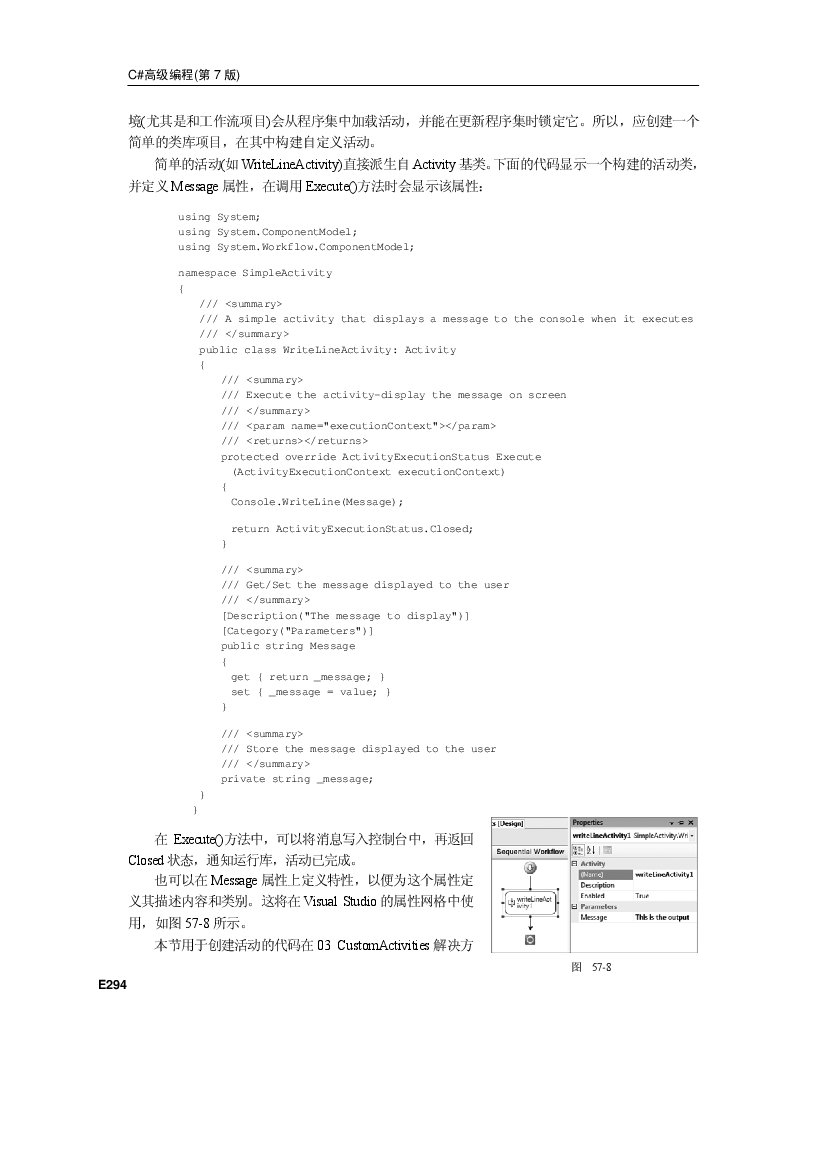 C#高级编程(第 7 版)
境(尤其是和工作流项目)会从程序集中加载活动，并能在更新程序集时锁定它。所以，应创建一个
简单的类库项目，在其中构建自定义活动。
简单的活动(如 WriteLineActivity)直接派生自 Activity 基类。下面的代码显示一个构建的活动类，
并定义 Message 属性，在调用 Execute()方法时会显示该属性：
using System;
using System.ComponentModel;
using System.Workflow.ComponentModel;
namespace SimpleActivity
{
/// <summary>
/// A simple activity that displays a message to the console when it executes
/// </summary>
public class WriteLineActivity: Activity
{
/// <summary>
/// Execute the activity-display the message on screen
/// </summary>
/// <param name="executionContext"></param>
/// <returns></returns>
protected override ActivityExecutionStatus Execute
(ActivityExecutionContext executionContext)
{
Console.WriteLine(Message);
return ActivityExecutionStatus.Closed;
}
/// <summary>
/// Get/Set the message displayed to the user
/// </summary>
[Description("The message to display")]
[Category("Parameters")]
public string Message
{
get { return _message; }
set { _message = value; }
}
/// <summary>
/// Store the message displayed to the user
/// </summary>
private string _message;
}
}
在 Execute()方法中，可以将消息写入控制台中，再返回
Closed 状态，通知运行库，活动已完成。
也可以在 Message 属性上定义特性，以便为这个属性定
义其描述内容和类别。这将在 Visual Studio 的属性网格中使
用，如图 57-8 所示。
本节用于创建活动的代码在 03 CustomActivities 解决方
s [Design]
Sequential Workflow
writeLineAct
ivity1
Properties
writeLineActivity1 SimpleActivity.Wri
Activity
(Name) writeLineActivity1
Description
Enabled True
Parameters
Message This is the output
图 57-8
E294